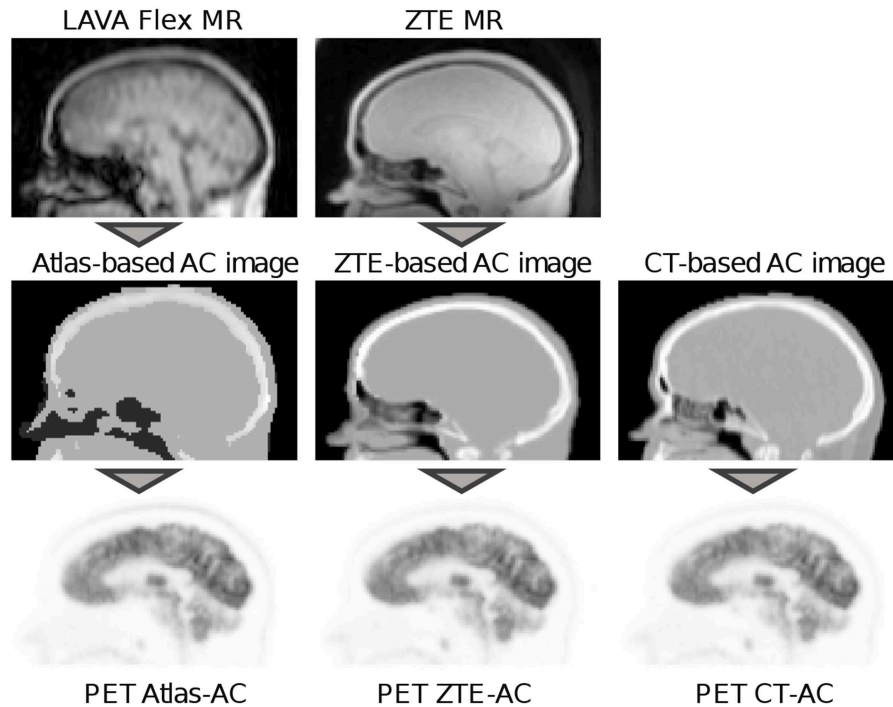 LAVA Flex MR
ZTE MR
Atlas-based AC image
ZTE-based AC image
CT-based AC image
PET Atlas-AC
PET ZTE-AC
PET CT-AC